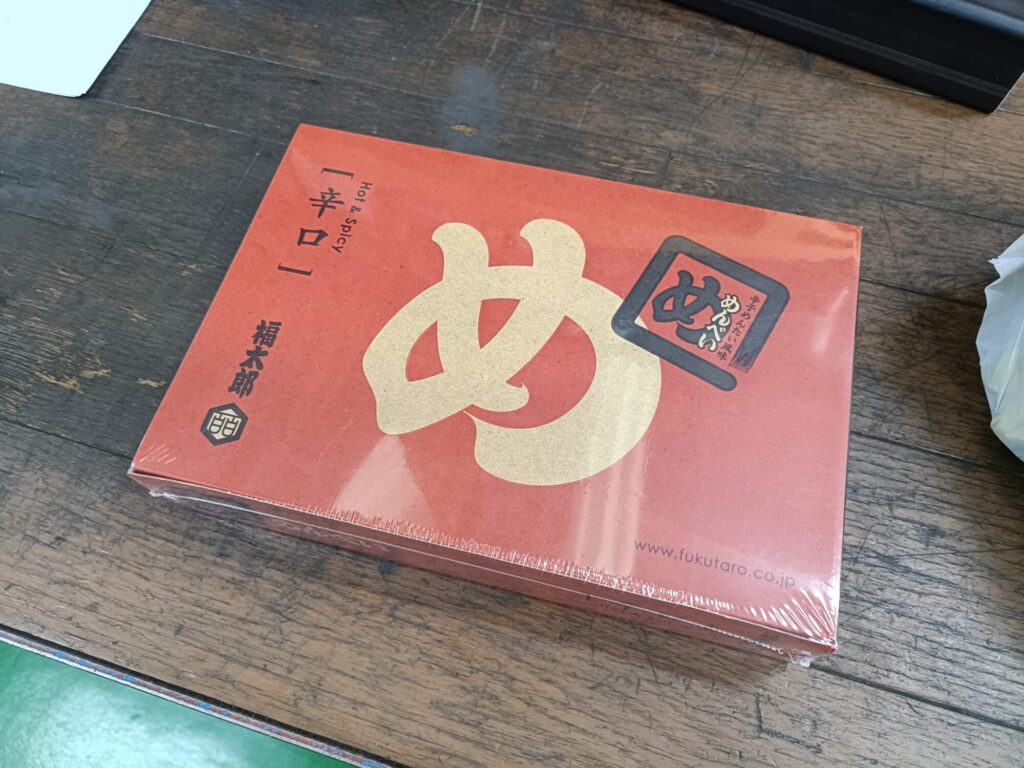 め
辛子めんたい風味
めんべい
め
[辛口]
Hot & Spicy
福太郎
www.fukutaro.co.jp